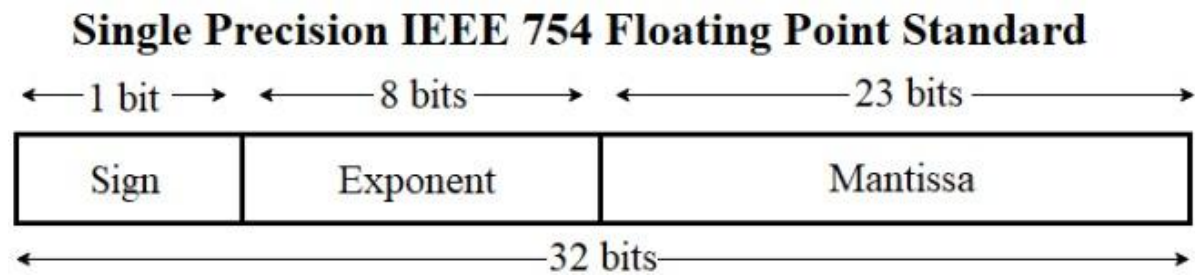 Single Precision IEEE 754 Floating Point Standard
1 bit 8 bits 23 bits
Sign Exponent Mantissa
32 bits